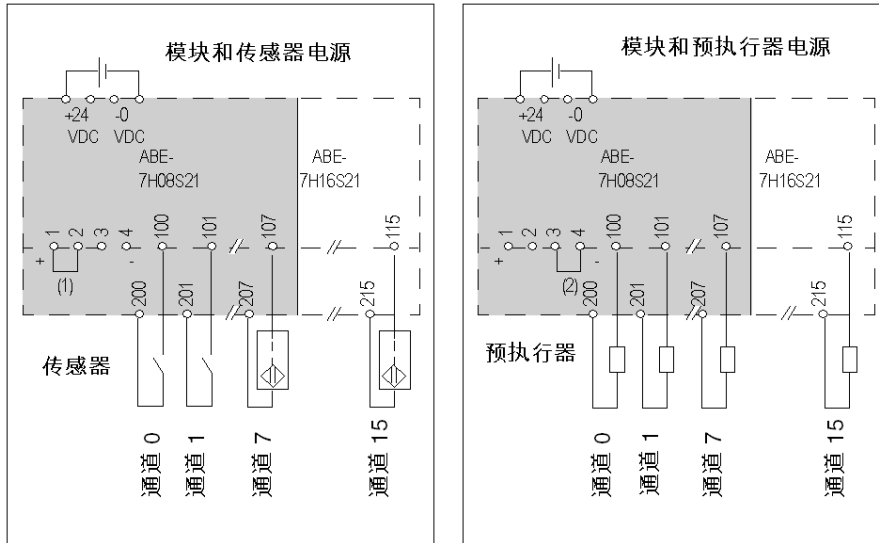 模块和传感器电源
+24 -0
VDC VDC
ABE-
7H08S21
ABE-
7H16S21
1 2 3 4 100 101 107 115
+ -
(1)
200 201 207 215
传感器
通道 0
通道 1
通道 7
通道 15
模块和预执行器电源
+24 -0
VDC VDC
ABE-
7H08S21
ABE-
7H16S21
1 2 3 4 100 101 107 115
+ -
(2)
200 201 207 215
预执行器
通道 0
通道 1
通道 7
通道 15